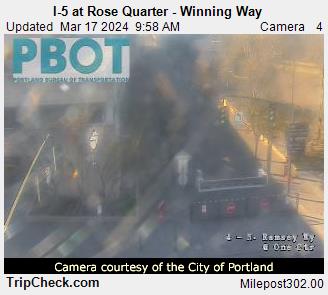 I-5 at Rose Quarter - Winning Way
Updated Mar 17 2024 9:58 AM Camera 4
PBOT
PORTLAND BUREAU OF TRANSPORTATION
4 - N. Ramsey Wy
@ One Ctr
Camera courtesy of the City of Portland
TripCheck.com Milepost302.00